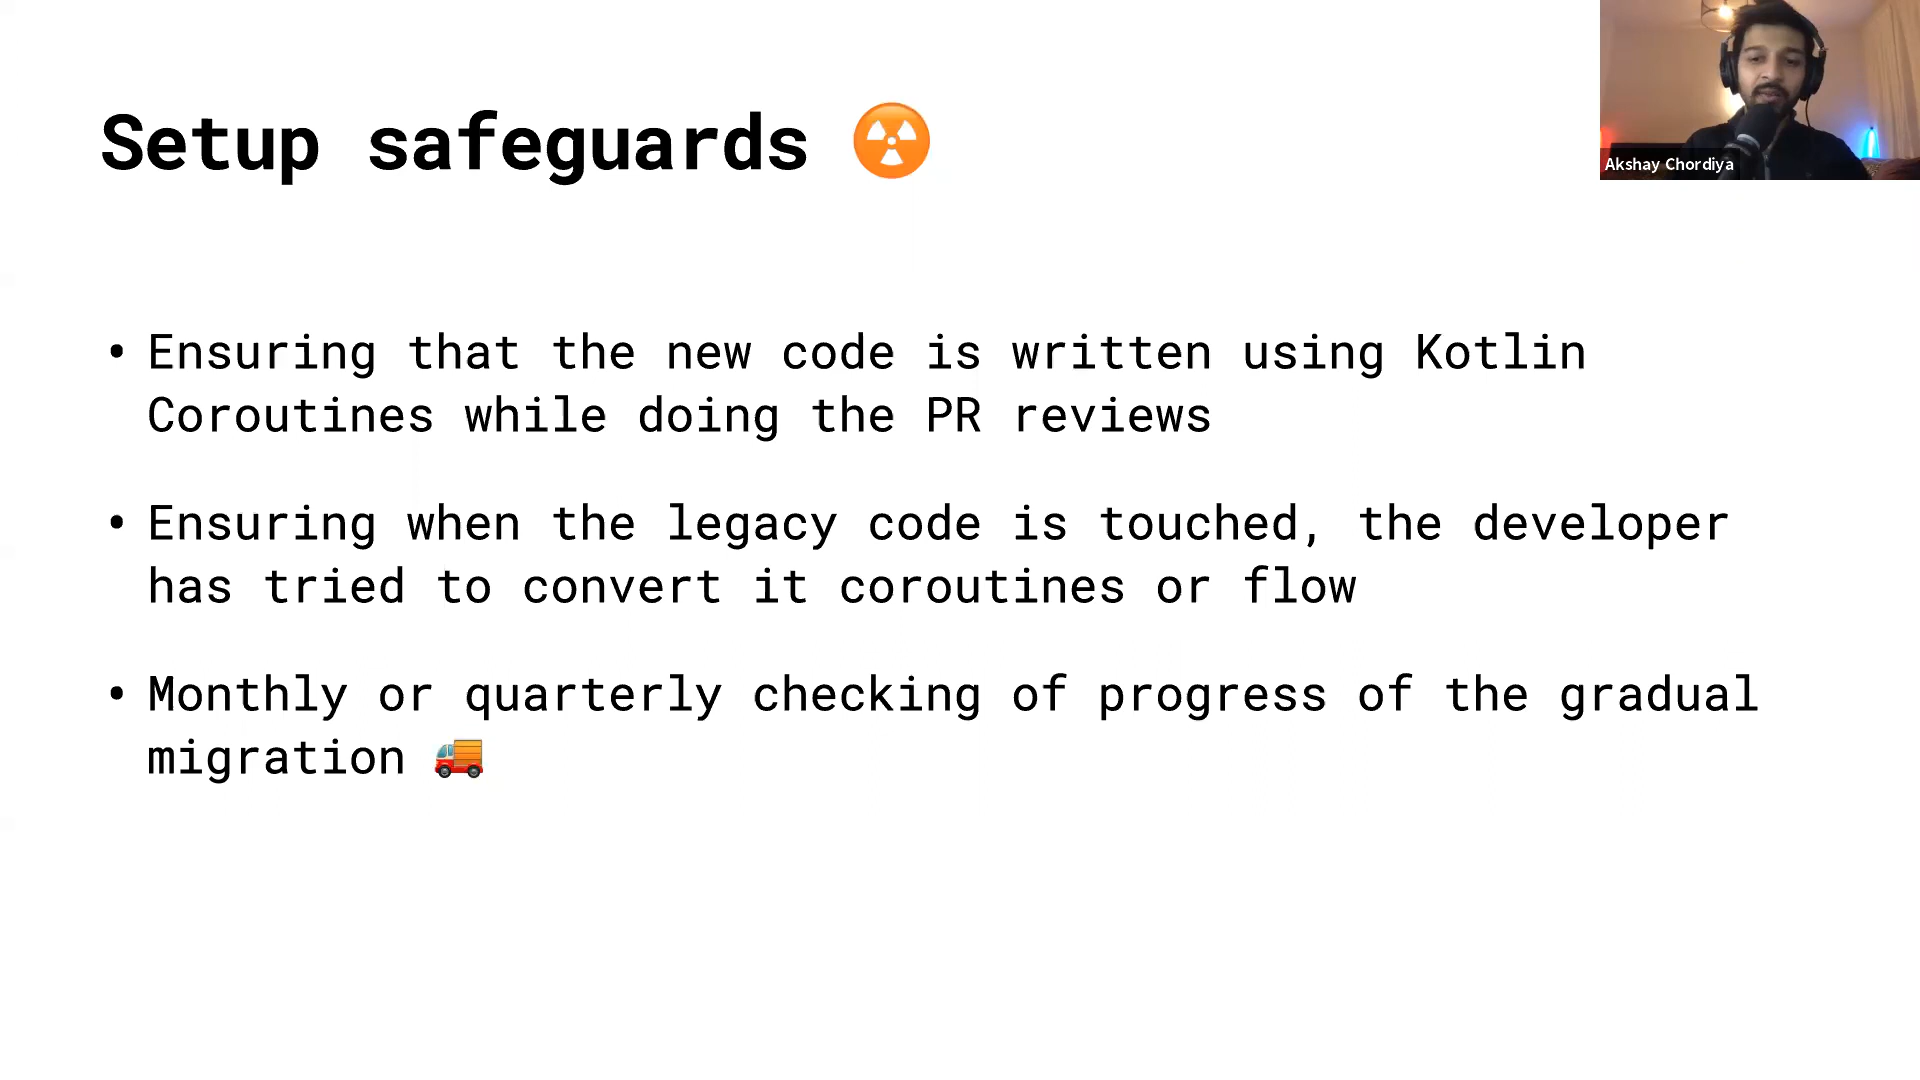 Setup safeguards ☢️
Akshay Chordiya
• Ensuring that the new code is written using Kotlin
Coroutines while doing the PR reviews
• Ensuring when the legacy code is touched, the developer
has tried to convert it coroutines or flow
• Monthly or quarterly checking of progress of the gradual
migration 🚚